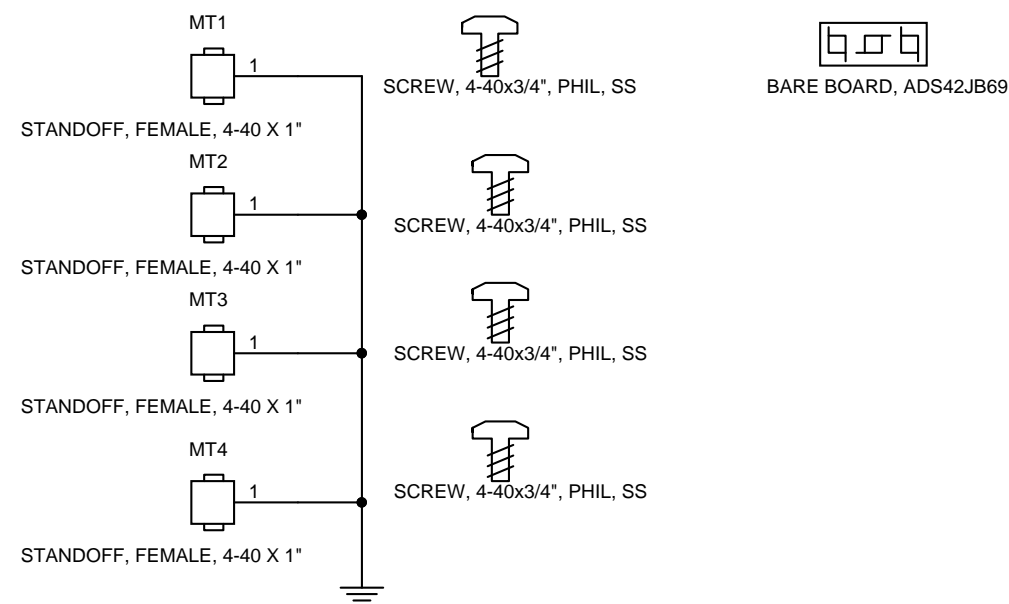 MT1
1
SCREW, 4-40x3/4", PHIL, SS
BARE BOARD, ADS42JB69
STANDOFF, FEMALE, 4-40 X 1"
MT2
1
SCREW, 4-40x3/4", PHIL, SS
STANDOFF, FEMALE, 4-40 X 1"
MT3
1
SCREW, 4-40x3/4", PHIL, SS
STANDOFF, FEMALE, 4-40 X 1"
MT4
1
SCREW, 4-40x3/4", PHIL, SS
STANDOFF, FEMALE, 4-40 X 1"